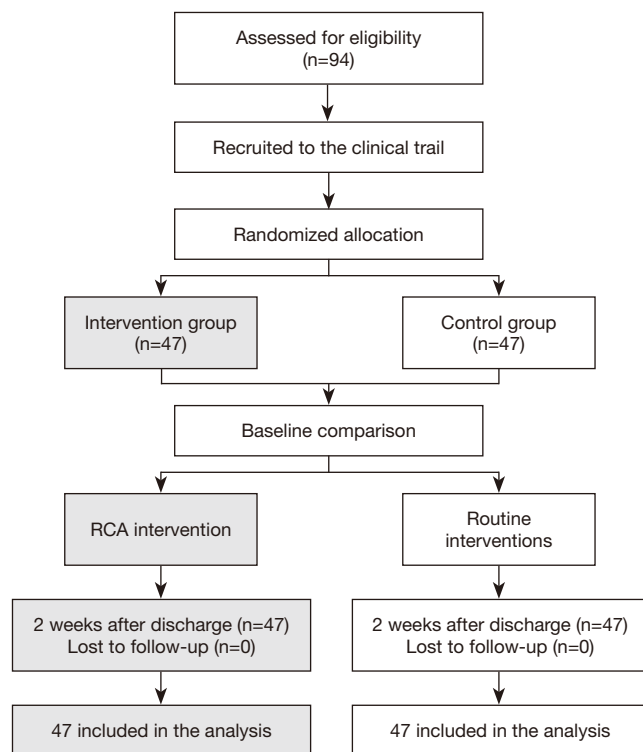 Assessed for eligibility
(n=94)
Recruited to the clinical trail
Randomized allocation
Intervention group
(n=47)
Control group
(n=47)
Baseline comparison
RCA intervention
Routine
interventions
2 weeks after discharge (n=47)
Lost to follow-up (n=0)
2 weeks after discharge (n=47)
Lost to follow-up (n=0)
47 included in the analysis
47 included in the analysis